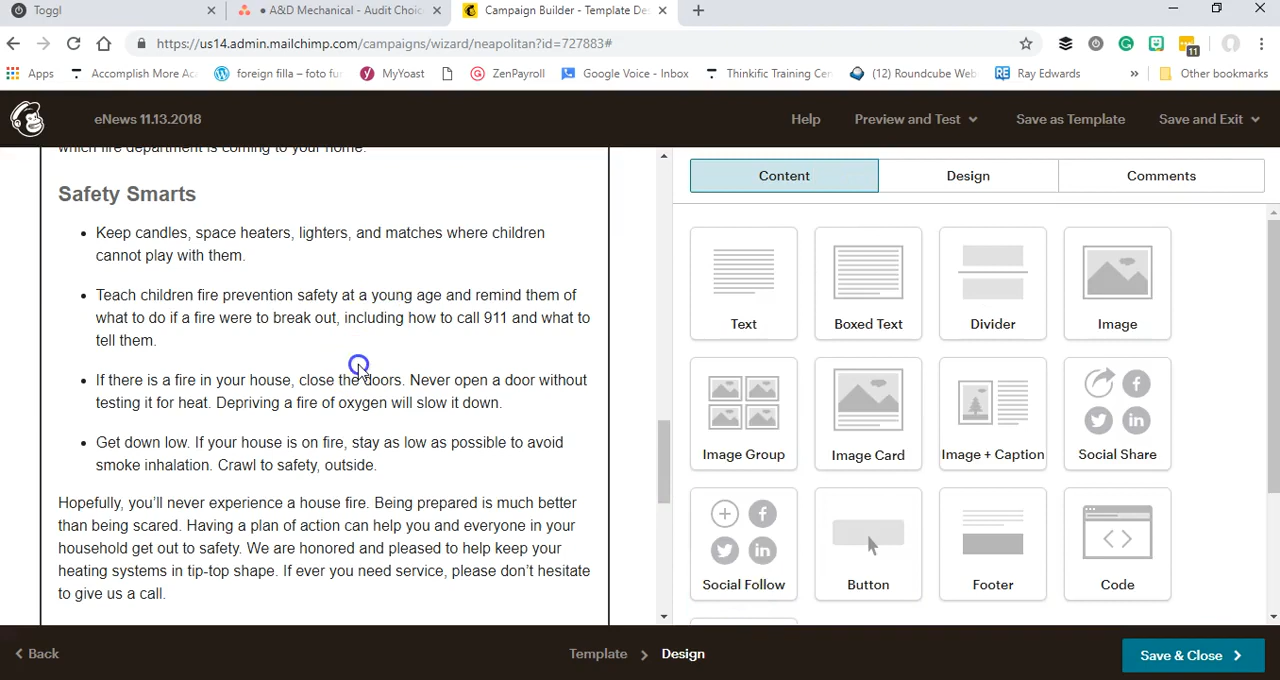 Toggl
● A&D Mechanical - Audit Choic
Campaign Builder - Template De
https://us14.admin.mailchimp.com/campaigns/wizard/neapolitan?id=727883#
11
Apps
Accomplish More Ac
foreign filla – foto fu
MyYoast
ZenPayroll
Google Voice - Inbox
Thinkific Training Cen
(12) Roundcube Web
RE Ray Edwards
»
Other bookmarks
eNews 11.13.2018
Help
Preview and Test
Save as Template
Save and Exit
which fire department is coming to your home.
Safety Smarts
• Keep candles, space heaters, lighters, and matches where children
cannot play with them.
• Teach children fire prevention safety at a young age and remind them of
what to do if a fire were to break out, including how to call 911 and what to
tell them.
• If there is a fire in your house, close the doors. Never open a door without
testing it for heat. Depriving a fire of oxygen will slow it down.
• Get down low. If your house is on fire, stay as low as possible to avoid
smoke inhalation. Crawl to safety, outside.
Hopefully, you’ll never experience a house fire. Being prepared is much better
than being scared. Having a plan of action can help you and everyone in your
household get out to safety. We are honored and pleased to help keep your
heating systems in tip-top shape. If ever you need service, please don’t hesitate
to give us a call.
Content
Design
Comments
Text
Boxed Text
Divider
Image
Image Group
Image Card
Image + Caption
Social Share
Social Follow
Button
Footer
Code
Back
Template
Design
Save & Close